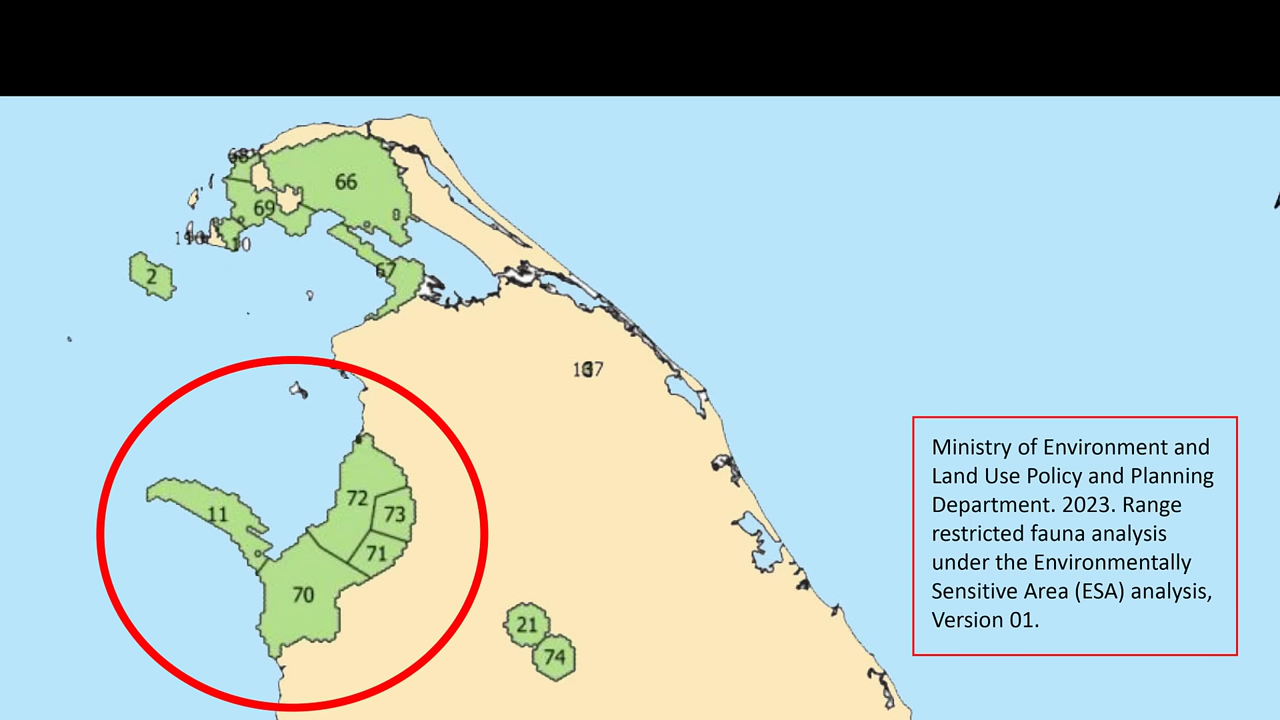 66
69
8
10
2
67
11
72
73
71
70
21
74
Ministry of Environment and
Land Use Policy and Planning
Department. 2023. Range
restricted fauna analysis
under the Environmentally
Sensitive Area (ESA) analysis,
Version 01.